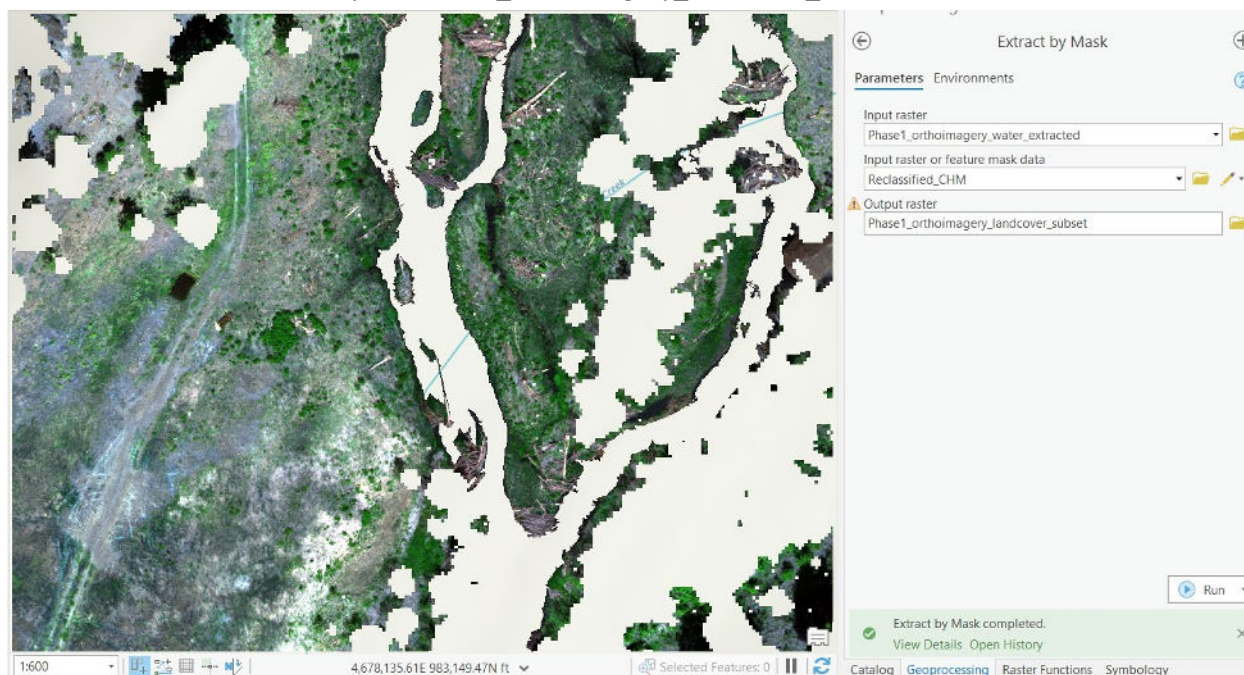 Extract by Mask
Parameters Environments
Input raster
Phase1_orthoimagery_water_extracted
Input raster or feature mask data
Reclassified_CHM
Output raster
Phase1_orthoimagery_landcover_subset
Creek
Run
Extract by Mask completed.
View Details Open History
1:600
4,678,135.61E 983,149.47N ft
Selected Features: 0
Catalog Geoprocessing Raster Functions Symbology